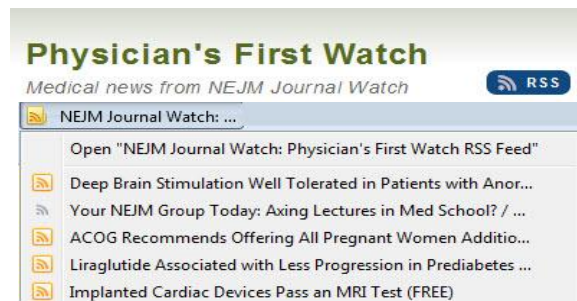 Physician's First Watch
Medical news from NEJM Journal Watch
RSS
NEJM Journal Watch: ...
Open "NEJM Journal Watch: Physician's First Watch RSS Feed"
Deep Brain Stimulation Well Tolerated in Patients with Anor...
Your NEJM Group Today: Axing Lectures in Med School? / ...
ACOG Recommends Offering All Pregnant Women Additio...
Liraglutide Associated with Less Progression in Prediabetes ...
Implanted Cardiac Devices Pass an MRI Test (FREE)